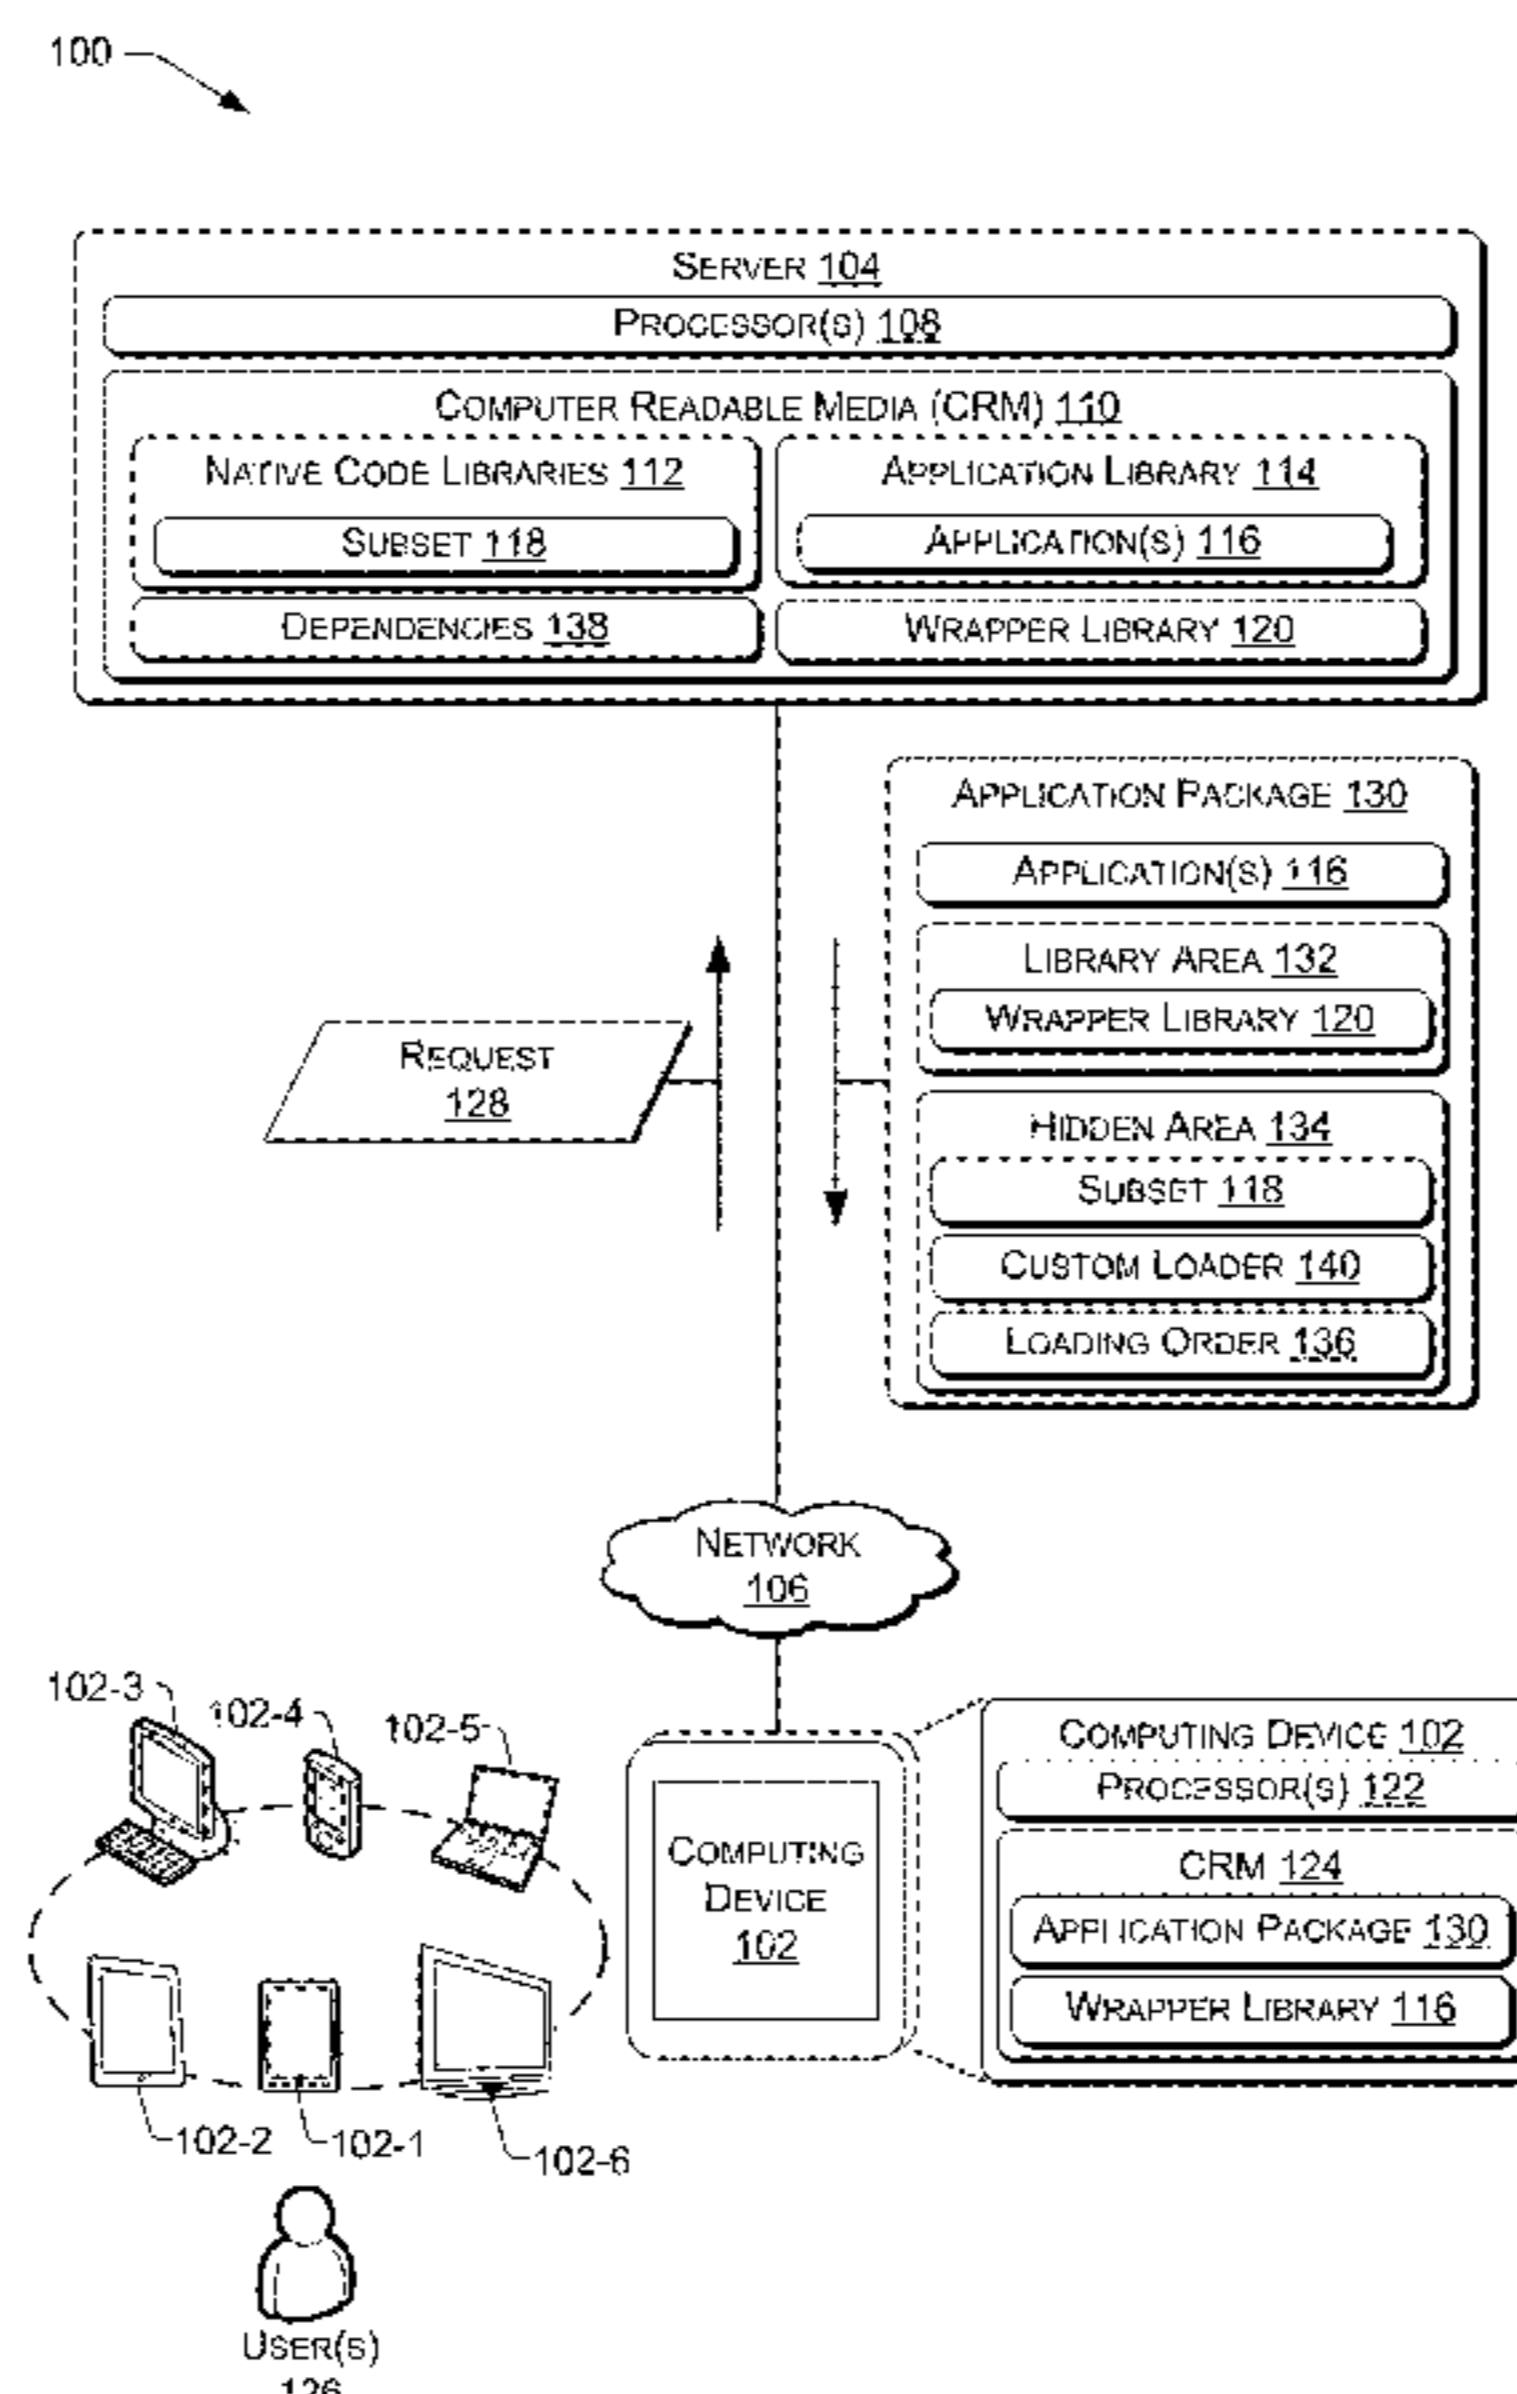 100
SERVER 104
PROCESSOR(S) 108
COMPUTER READABLE MEDIA (CRM) 110
NATIVE CODE LIBRARIES 112
SUBSET 118
APPLICATION LIBRARY 114
APPLICATION(S) 116
DEPENDENCIES 138
WRAPPER LIBRARY 120
APPLICATION PACKAGE 130
APPLICATION(S) 116
LIBRARY AREA 132
WRAPPER LIBRARY 120
REQUEST
128
HIDDEN AREA 134
SUBSET 118
CUSTOM LOADER 140
LOADING ORDER 136
NETWORK
106
102-3
102-4
102-5
COMPUTING
DEVICE
102
COMPUTING DEVICE 102
PROCESSOR(S) 122
CRM 124
APPLICATION PACKAGE 130
WRAPPER LIBRARY 116
102-2
102-1
102-6
USER(S)
126